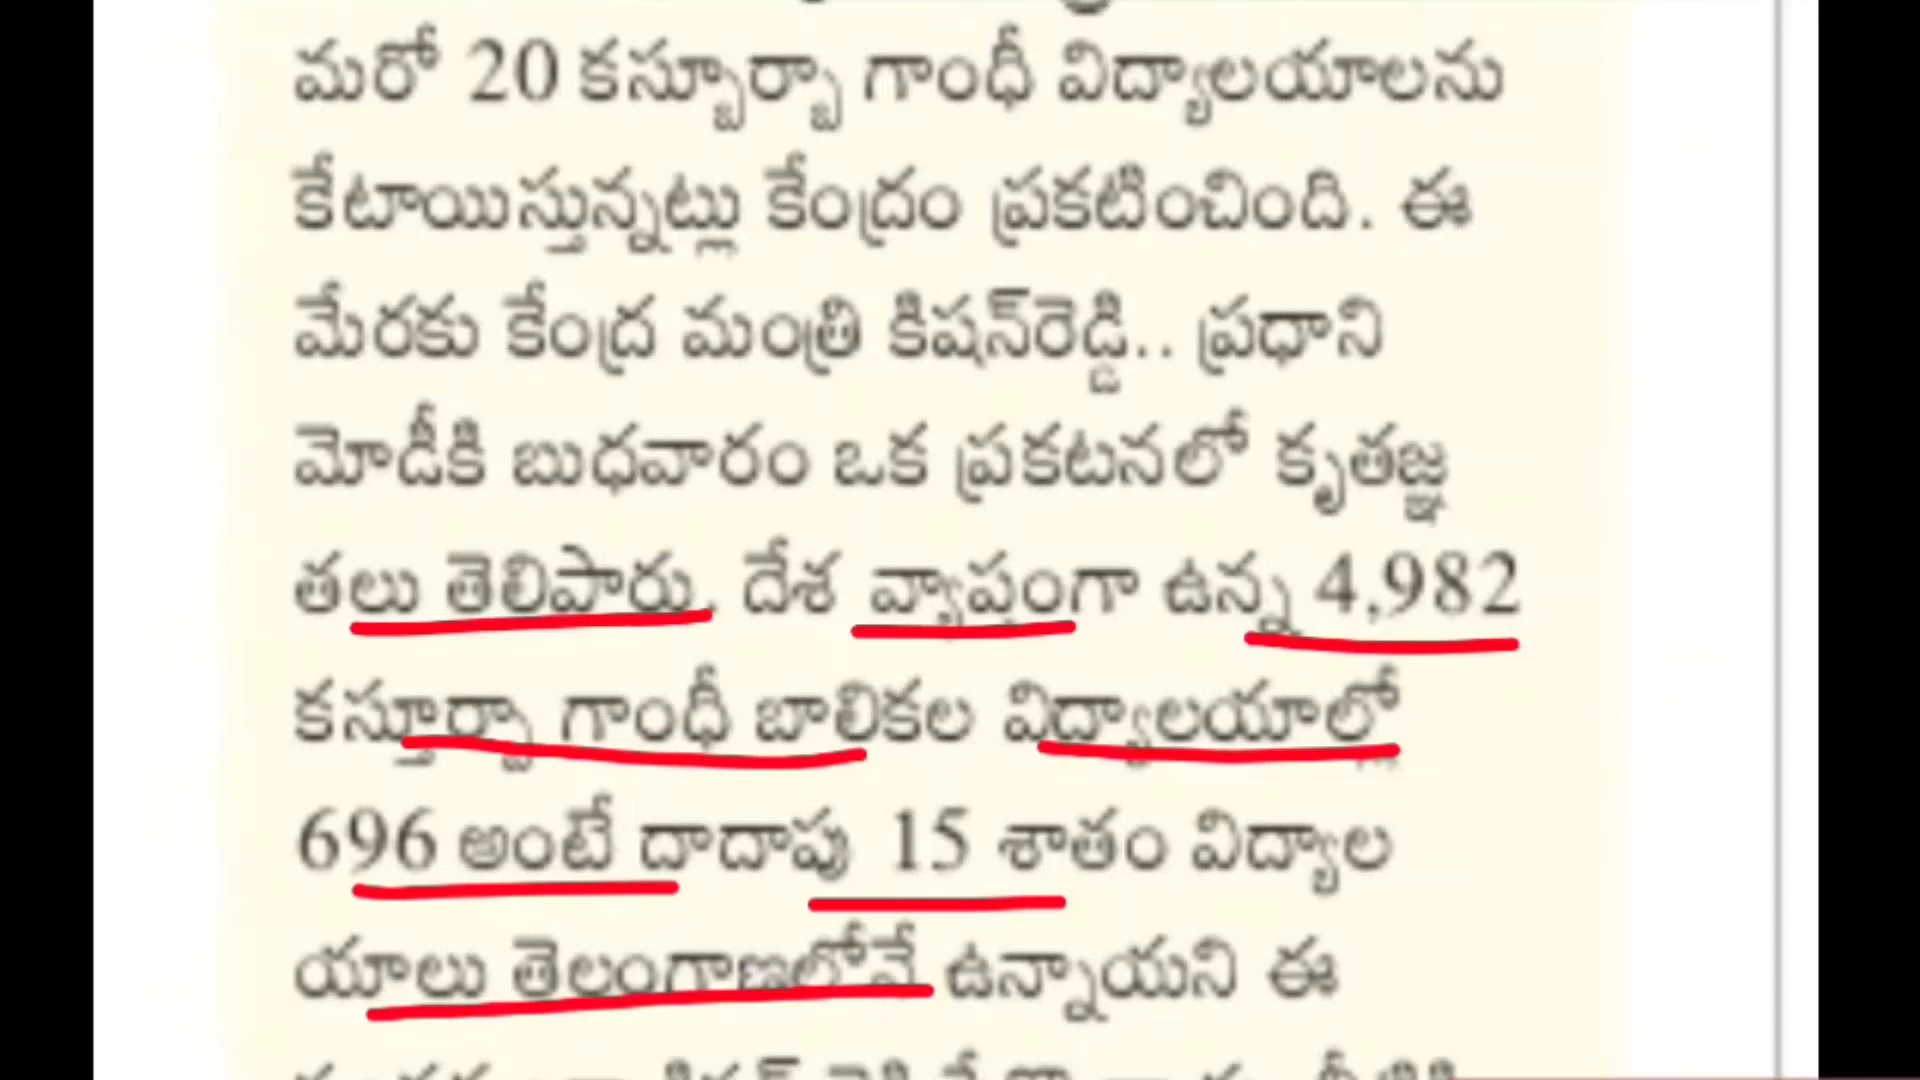 మరో 20 కస్బూర్బా గాంధీ విద్యాలయాలను
కేటాయిస్తున్నట్లు కేంద్రం ప్రకటించింది. ఈ
మేరకు కేంద్ర మంత్రి కిషన్‌రెడ్డి.. ప్రధాని
మోడీకి బుధవారం ఒక ప్రకటనలో కృతజ్ఞ
తలు తెలిపారు. దేశ వ్యాప్తంగా ఉన్న 4,982
కస్తూర్బా గాంధీ బాలికల విద్యాలయాల్లో
696 అంటే దాదాపు 15 శాతం విద్యాల
యాలు తెలంగాణలోనే ఉన్నాయని ఈ